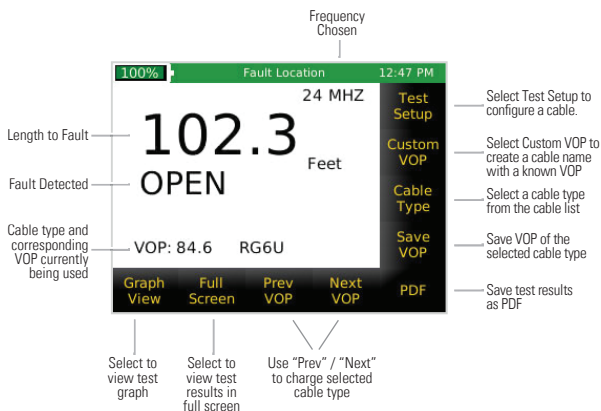 Frequency
Chosen
100%
Fault Location
12:47 PM
24 MHZ
102.3
Feet
OPEN
VOP: 84.6 RG6U
Test
Setup
Custom
VOP
Cable
Type
Save
VOP
PDF
Graph
View
Full
Screen
Prev
VOP
Next
VOP
Length to Fault
Fault Detected
Cable type and
corresponding
VOP currently
being used
Select Test Setup to
configure a cable.
Select Custom VOP to
create a cable name
with a known VOP
Select a cable type
from the cable list
Save VOP of the
selected cable type
Save test results
as PDF
Select to
view test
graph
Select to
view test
results in
full screen
Use “Prev” / “Next”
to charge selected
cable type